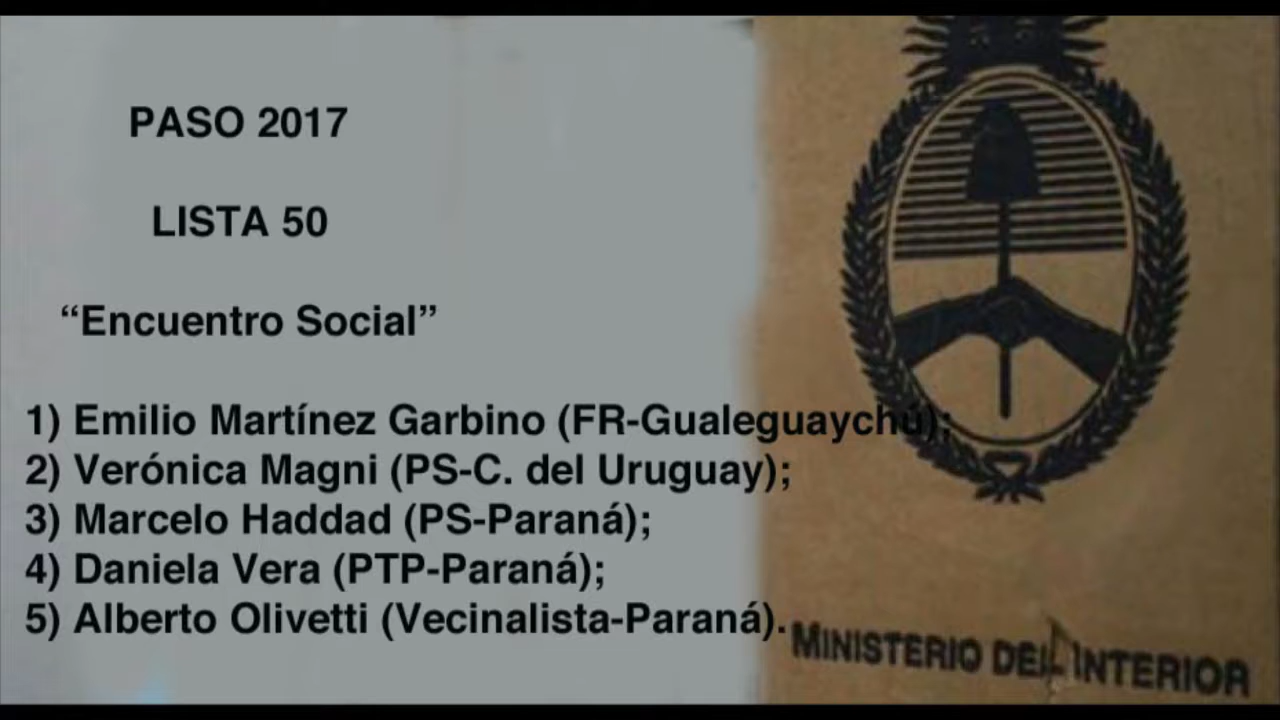 PASO 2017
LISTA 50
“Encuentro Social”
1) Emilio Martínez Garbino (FR-Gualeguaychú);
2) Verónica Magni (PS-C. del Uruguay);
3) Marcelo Haddad (PS-Paraná);
4) Daniela Vera (PTP-Paraná);
5) Alberto Olivetti (Vecinalista-Paraná).
MINISTERIO DEL INTERIOR